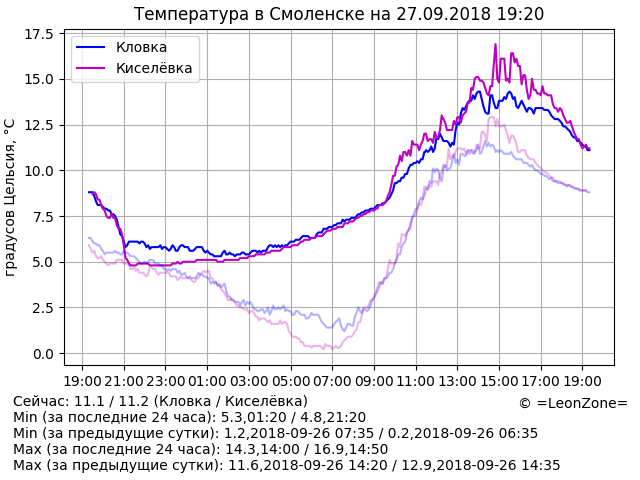 Температура в Смоленске на 27.09.2018 19:20
градусов Цельсия, °C
17.5
15.0
12.5
10.0
7.5
5.0
2.5
0.0
Кловка
Киселёвка
19:00 21:00 23:00 01:00 03:00 05:00 07:00 09:00 11:00 13:00 15:00 17:00 19:00
© =LeonZone=
Сейчас: 11.1 / 11.2 (Кловка / Киселёвка)
Min (за последние 24 часа): 5.3,01:20 / 4.8,21:20
Min (за предыдущие сутки): 1.2,2018-09-26 07:35 / 0.2,2018-09-26 06:35
Max (за последние 24 часа): 14.3,14:00 / 16.9,14:50
Max (за предыдущие сутки): 11.6,2018-09-26 14:20 / 12.9,2018-09-26 14:35